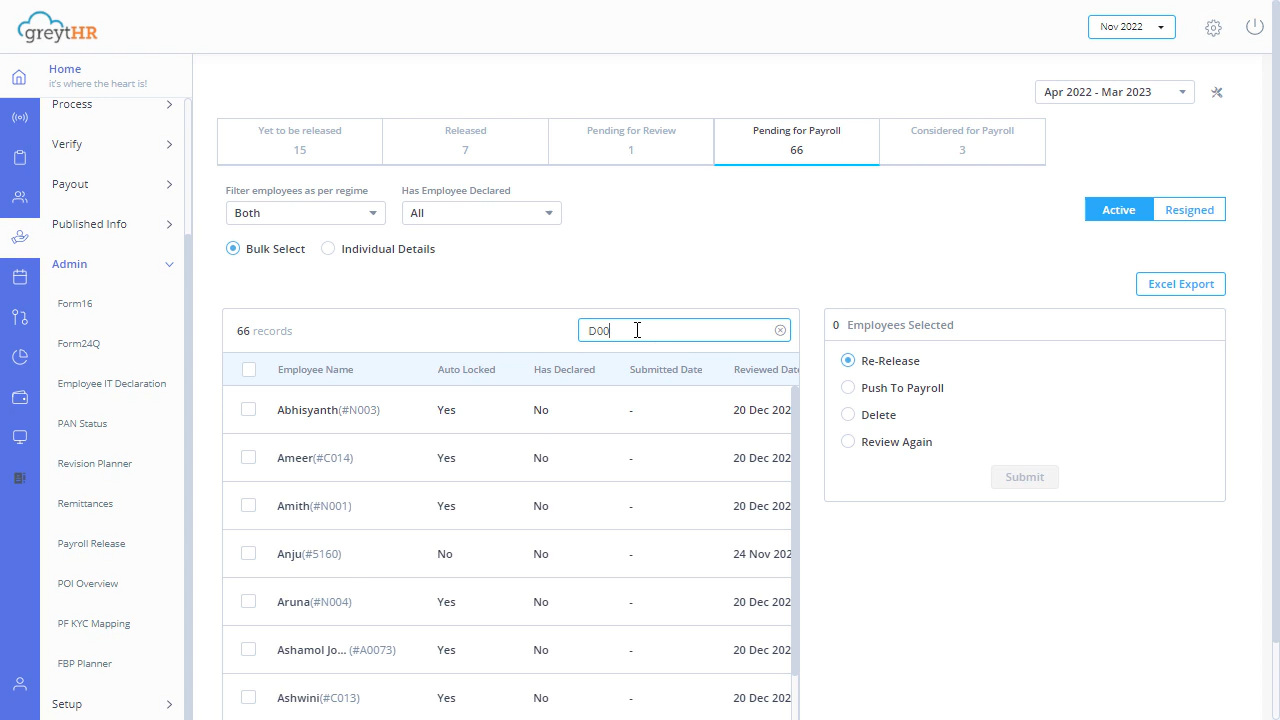 greytHR
Nov 2022
Home
it's where the heart is!
Process
Verify
Payout
Published Info
Admin
Form16
Form24Q
Employee IT Declaration
PAN Status
Revision Planner
Remittances
Payroll Release
POI Overview
PF KYC Mapping
FBP Planner
Setup
Apr 2022 - Mar 2023
Yet to be released
15
Released
7
Pending for Review
1
Pending for Payroll
66
Considered for Payroll
3
Filter employees as per regime
Both
Has Employee Declared
All
Active
Resigned
Bulk Select
Individual Details
Excel Export
66 records
D00
Employee Name Auto Locked Has Declared Submitted Date Reviewed Date
Abhisyanth(#N003) Yes No - 20 Dec 202
Ameer(#C014) Yes No - 20 Dec 202
Amith(#N001) Yes No - 20 Dec 202
Anju(#5160) No No - 24 Nov 202
Aruna(#N004) Yes No - 20 Dec 202
Ashamol Jo... (#A0073) Yes No - 20 Dec 202
Ashwini(#C013) Yes No - 20 Dec 202
0 Employees Selected
Re-Release
Push To Payroll
Delete
Review Again
Submit